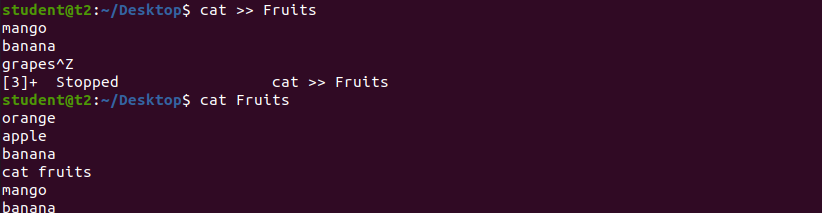 student@t2:~/Desktop$ cat >> Fruits
mango
banana
grapes^Z
[3]+  Stopped                 cat >> Fruits
student@t2:~/Desktop$ cat Fruits
orange
apple
banana
cat fruits
mango
banana